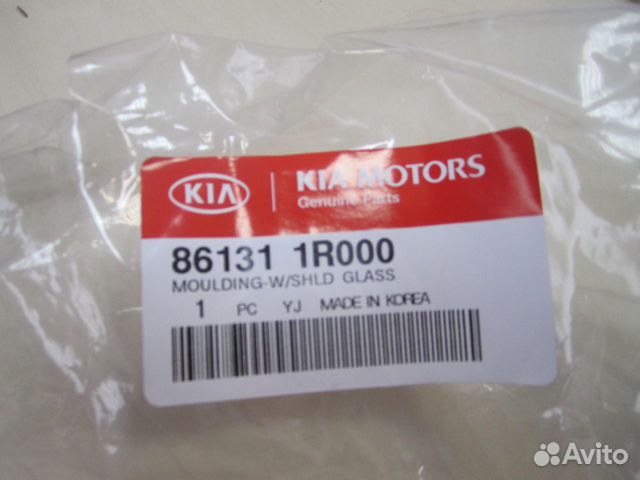 KIA KIA MOTORS
Genuine Parts
86131 1R000
MOULDING-W/SHLD GLASS
1 PC YJ MADE IN KOREA
Avito